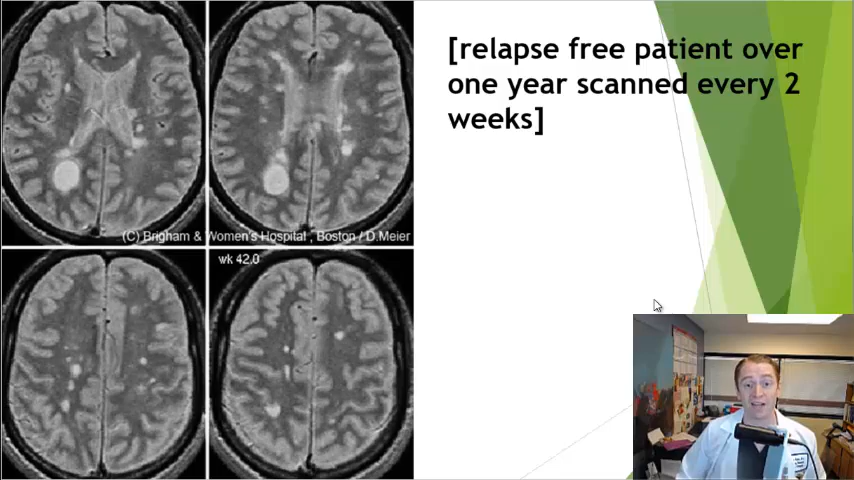 [relapse free patient over
one year scanned every 2
weeks]
(C) Brigham & Women's Hospital , Boston / D.Meier
wk 42.0